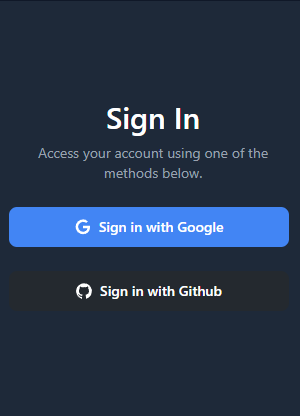 Sign In
Access your account using one of the
methods below.
Sign in with Google
Sign in with Github